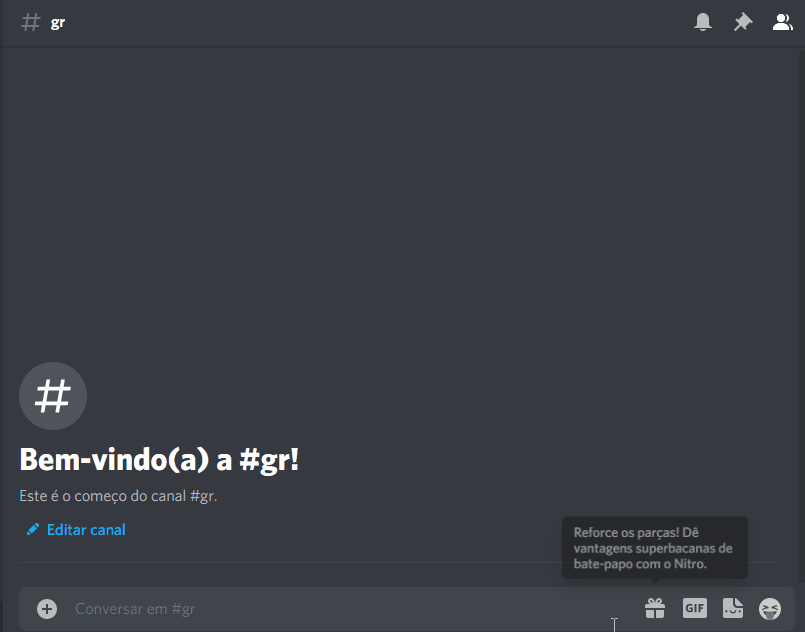 # gr
Bem-vindo(a) a #gr!
Este é o começo do canal #gr.
Editar canal
Reforce os parças! Dê
vantagens superbacanas de
bate-papo com o Nitro.
Conversar em #gr
GIF